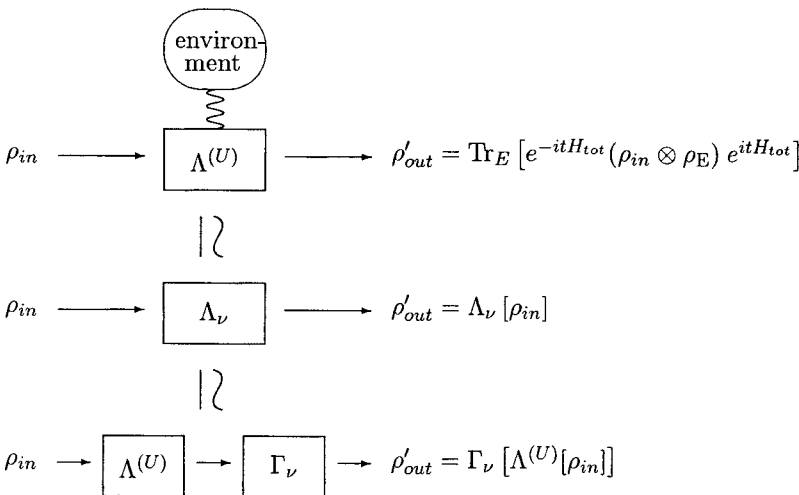 environ-
ment
ρ_in → Λ^(U) → ρ'_out = Tr_E [e^{-itH_tot}(ρ_in ⊗ ρ_E) e^{itH_tot}]
≀|
ρ_in → Λ_ν → ρ'_out = Λ_ν [ρ_in]
≀|
ρ_in → Λ^(U) → Γ_ν → ρ'_out = Γ_ν [Λ^(U)[ρ_in]]